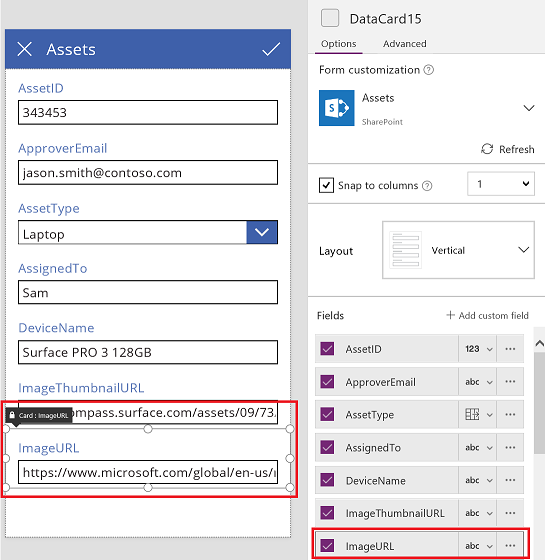 Assets
AssetID
343453
ApproverEmail
jason.smith@contoso.com
AssetType
Laptop
AssignedTo
Sam
DeviceName
Surface PRO 3 128GB
ImageThumbnailURL
compass.surface.com/assets/09/73.
Card : ImageURL
ImageURL
https://www.microsoft.com/global/en-us/
DataCard15
Options Advanced
Form customization ?
Assets
SharePoint
Refresh
Snap to columns ? 1
Layout Vertical
Fields + Add custom field
AssetID 123 ...
ApproverEmail abc ...
AssetType ...
AssignedTo abc ...
DeviceName abc ...
ImageThumbnailURL abc ...
ImageURL abc ...